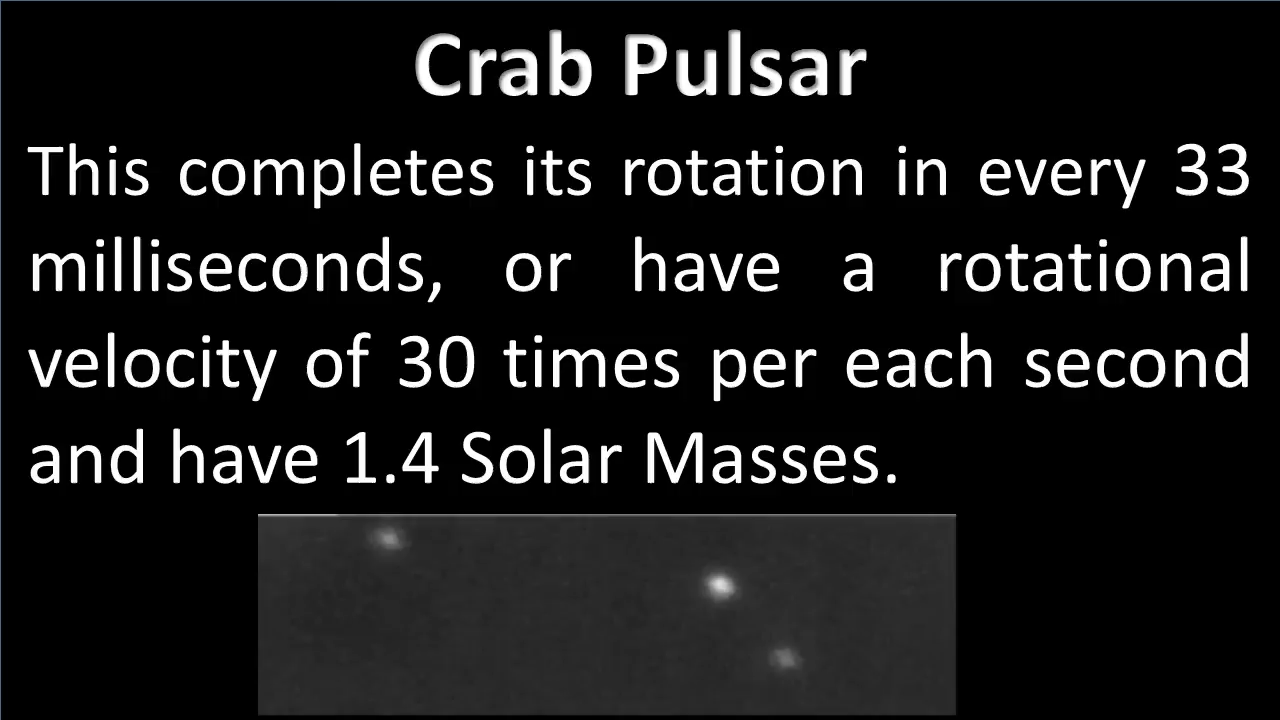 Crab Pulsar
This completes its rotation in every 33
milliseconds, or have a rotational
velocity of 30 times per each second
and have 1.4 Solar Masses.